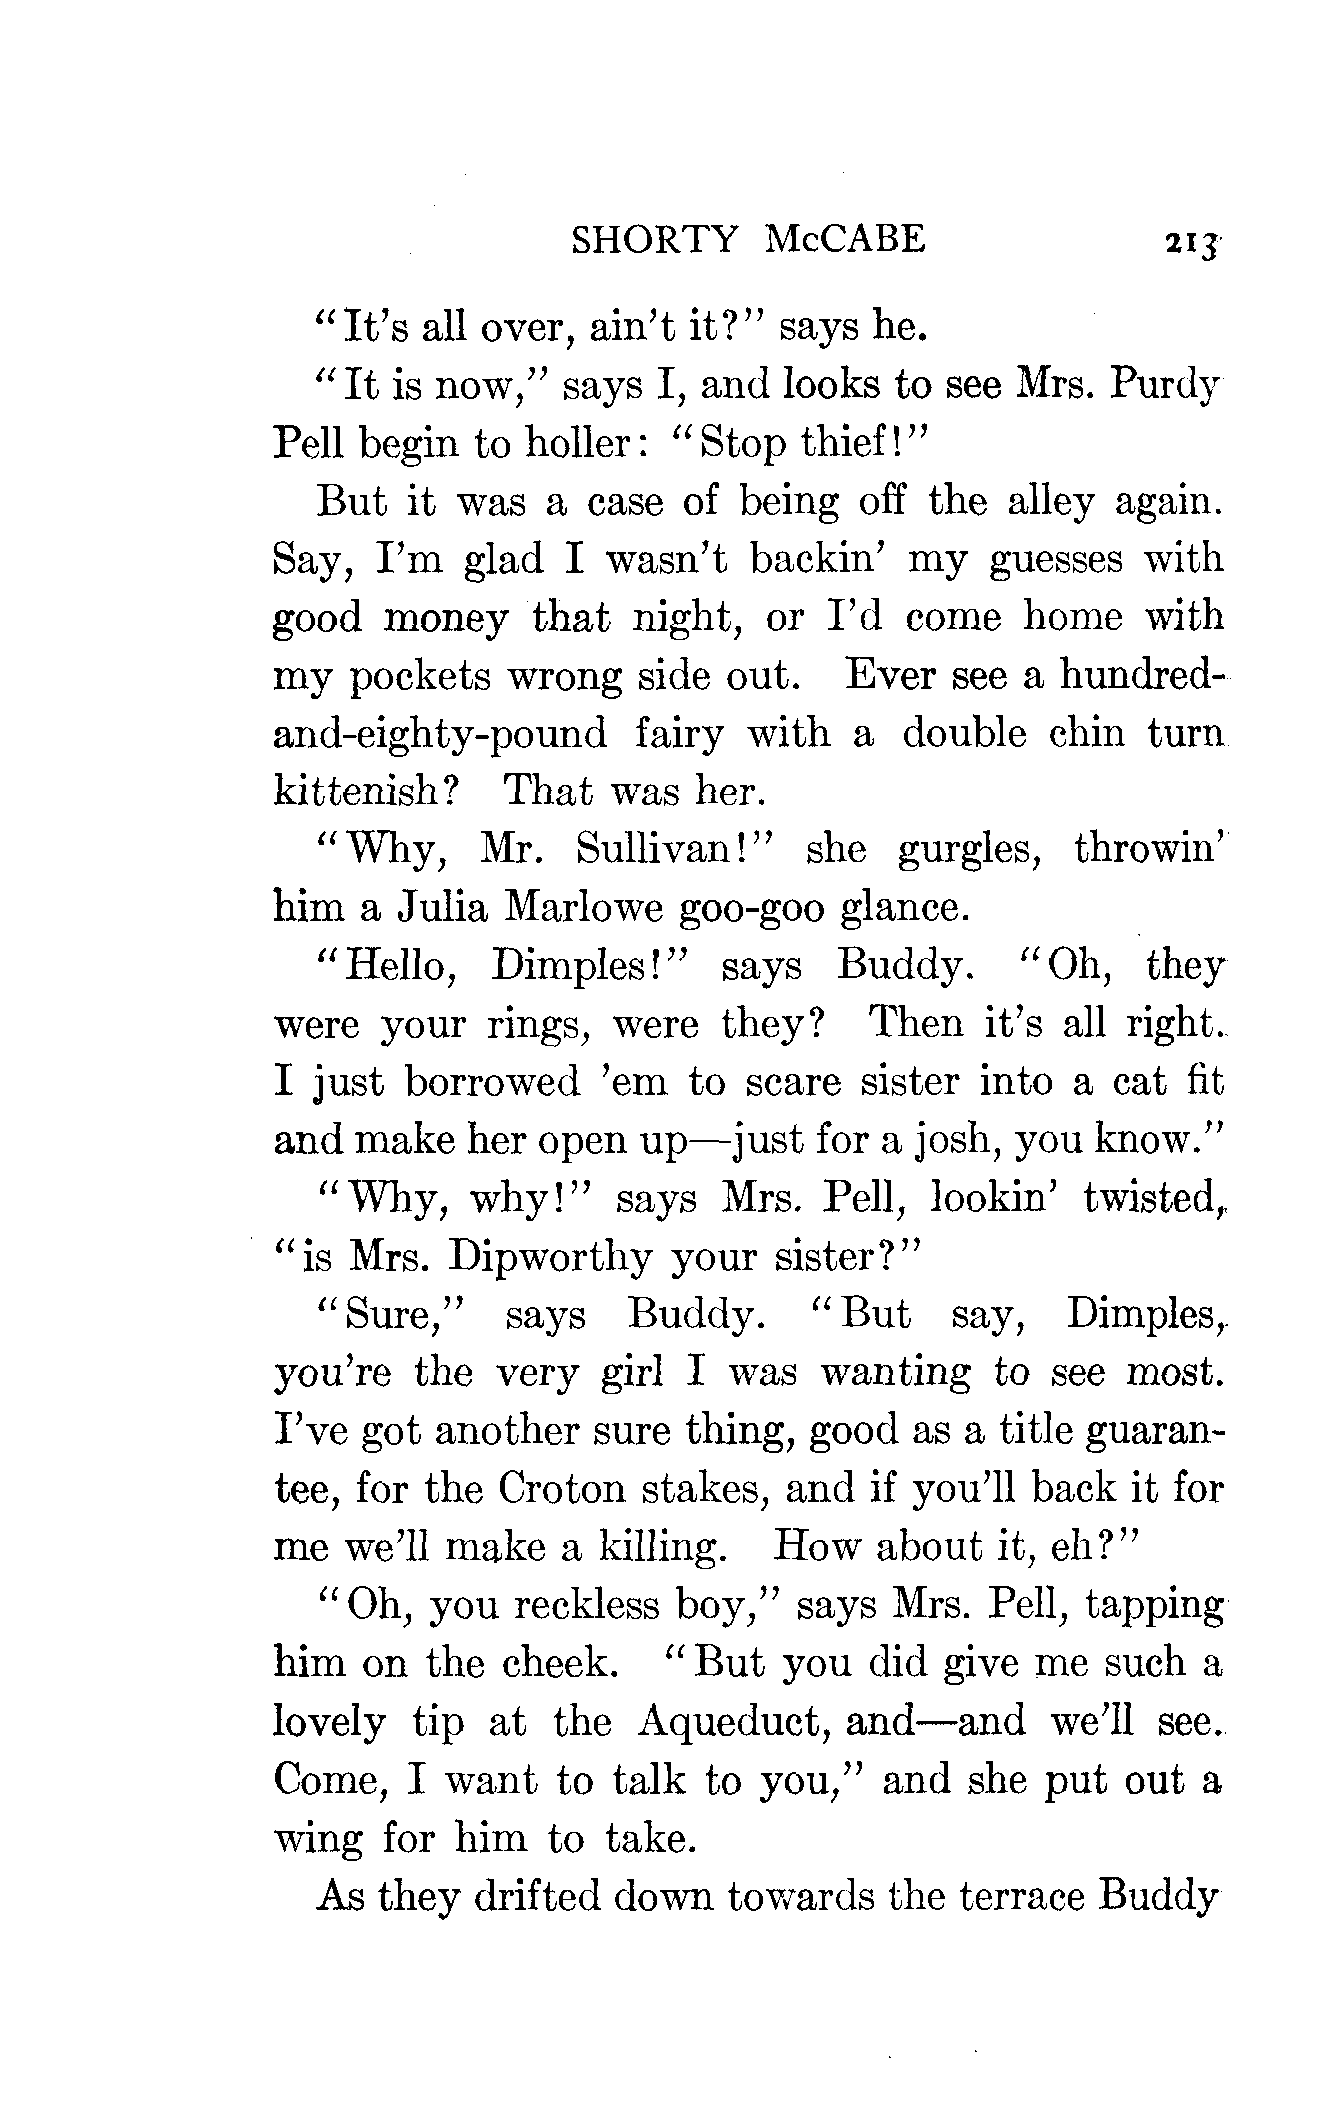 SHORTY McCABE 213
"It's all over, ain't it?" says he.
"It is now," says I, and looks to see Mrs. Purdy
Pell begin to holler: "Stop thief!"
But it was a case of being off the alley again.
Say, I'm glad I wasn't backin' my guesses with
good money that night, or I'd come home with
my pockets wrong side out. Ever see a hundred-
and-eighty-pound fairy with a double chin turn
kittenish? That was her.
"Why, Mr. Sullivan!" she gurgles, throwin'
him a Julia Marlowe goo-goo glance.
"Hello, Dimples!" says Buddy. "Oh, they
were your rings, were they? Then it's all right.
I just borrowed 'em to scare sister into a cat fit
and make her open up—just for a josh, you know."
"Why, why!" says Mrs. Pell, lookin' twisted,
"is Mrs. Dipworthy your sister?"
"Sure," says Buddy. "But say, Dimples,
you're the very girl I was wanting to see most.
I've got another sure thing, good as a title guaran-
tee, for the Croton stakes, and if you'll back it for
me we'll make a killing. How about it, eh?"
"Oh, you reckless boy," says Mrs. Pell, tapping
him on the cheek. "But you did give me such a
lovely tip at the Aqueduct, and—and we'll see.
Come, I want to talk to you," and she put out a
wing for him to take.
As they drifted down towards the terrace Buddy